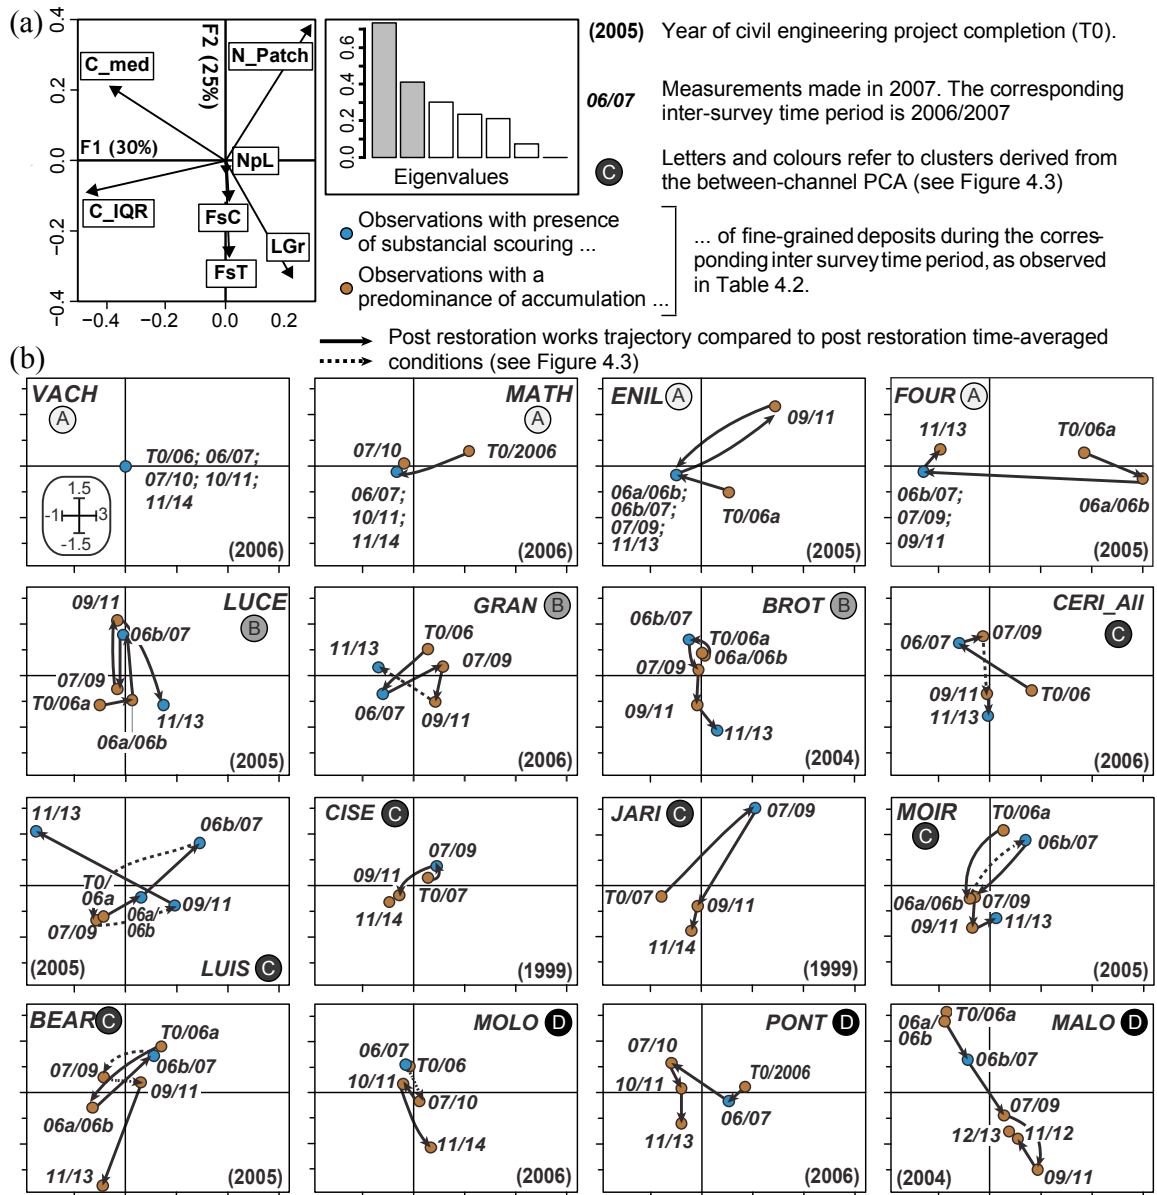 (a)
0.4
0.2
0.0
−0.2
−0.4
−0.4
−0.2
0.0
0.2
F2 (25%)
F1 (30%)
C_med
N_Patch
NpL
C_IQR
FsC
LGr
FsT
0.6
0.4
0.2
0.0
Eigenvalues
(2005) Year of civil engineering project completion (T0).
06/07 Measurements made in 2007. The corresponding
inter-survey time period is 2006/2007
C Letters and colours refer to clusters derived from
the between-channel PCA (see Figure 4.3)
Observations with presence
of substancial scouring ...
Observations with a
predominance of accumulation ...
... of fine-grained deposits during the corres-
ponding inter survey time period, as observed
in Table 4.2.
Post restoration works trajectory compared to post restoration time-averaged
conditions (see Figure 4.3)
(b)
VACH
A
T0/06; 06/07;
07/10; 10/11;
11/14
1.5
-1 3
-1.5
(2006)
MATH
A
07/10
T0/2006
06/07;
10/11;
11/14
(2006)
ENIL A
09/11
06a/06b;
06b/07;
07/09;
11/13
T0/06a
(2005)
FOUR A
11/13
T0/06a
06b/07;
07/09;
09/11
06a/06b
(2005)
09/11
LUCE
B
06b/07
07/09
T0/06a
11/13
06a/06b
(2005)
GRAN B
T0/06
11/13
07/09
06/07
09/11
(2006)
BROT B
06b/07
T0/06a
06a/06b
07/09
09/11
11/13
(2004)
CERI_AII
C
06/07
07/09
09/11
T0/06
11/13
(2006)
11/13
06b/07
T0/
06a
06a/
06b
09/11
07/09
(2005)
LUIS C
CISE C
07/09
09/11
T0/07
11/14
(1999)
JARI C
07/09
T0/07
09/11
11/14
(1999)
MOIR
C
T0/06a
06b/07
06a/06b
07/09
09/11
11/13
(2005)
BEAR C
T0/06a
06b/07
07/09
09/11
06a/06b
11/13
(2005)
MOLO D
06/07
T0/06
10/11
07/10
11/14
(2006)
PONT D
07/10
T0/2006
10/11
06/07
11/13
(2006)
T0/06a
06a/
06b
MALO D
06b/07
07/09
12/13
11/12
09/11
(2004)